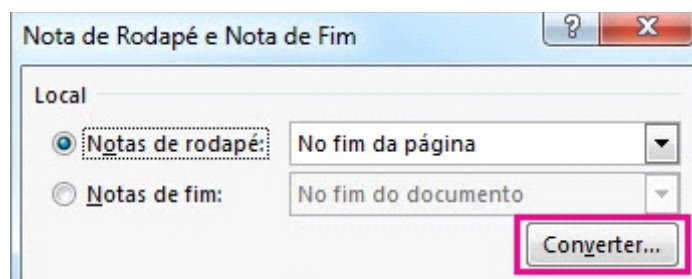 Nota de Rodapé e Nota de Fim
Local
Notas de rodapé: No fim da página
Notas de fim: No fim do documento
Converter...